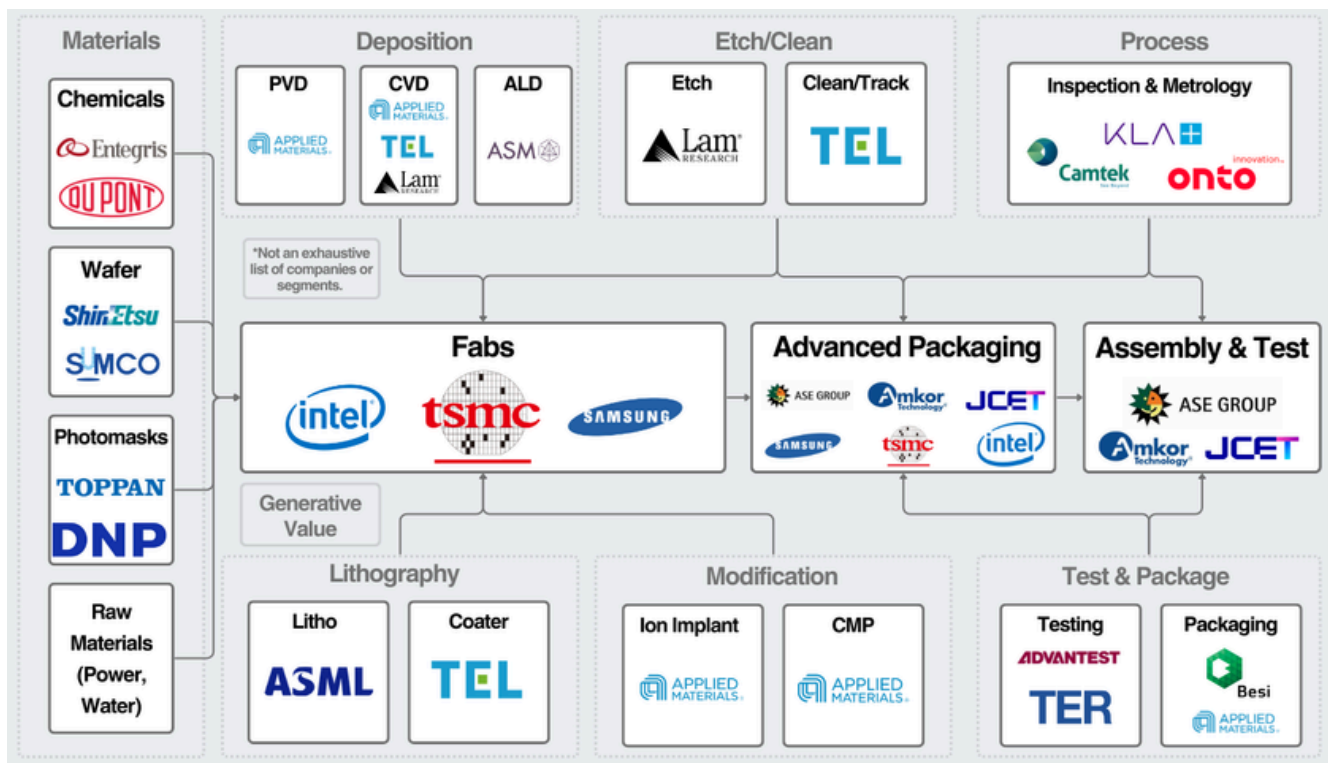 Materials
Chemicals
Entegris
DUPONT
Wafer
ShinEtsu
SUMCO
Photomasks
TOPPAN
DNP
Raw
Materials
(Power,
Water)
Deposition
PVD
APPLIED
MATERIALS®
CVD
APPLIED
MATERIALS®
TEL
Lam®
RESEARCH
ALD
ASM
Etch/Clean
Etch
Lam®
RESEARCH
Clean/Track
TEL
Process
Inspection & Metrology
KLA
Camtek
innovation
onto
*Not an exhaustive
list of companies or
segments.
Fabs
intel
tsmc
SAMSUNG
Advanced Packaging
ASE GROUP
Amkor
Technology®
JCET
SAMSUNG
tsmc
intel
Assembly & Test
ASE GROUP
Amkor
Technology®
JCET
Generative
Value
Lithography
Litho
ASML
Coater
TEL
Modification
Ion Implant
APPLIED
MATERIALS®
CMP
APPLIED
MATERIALS®
Test & Package
Testing
ADVANTEST
TER
Packaging
Besi
APPLIED
MATERIALS®